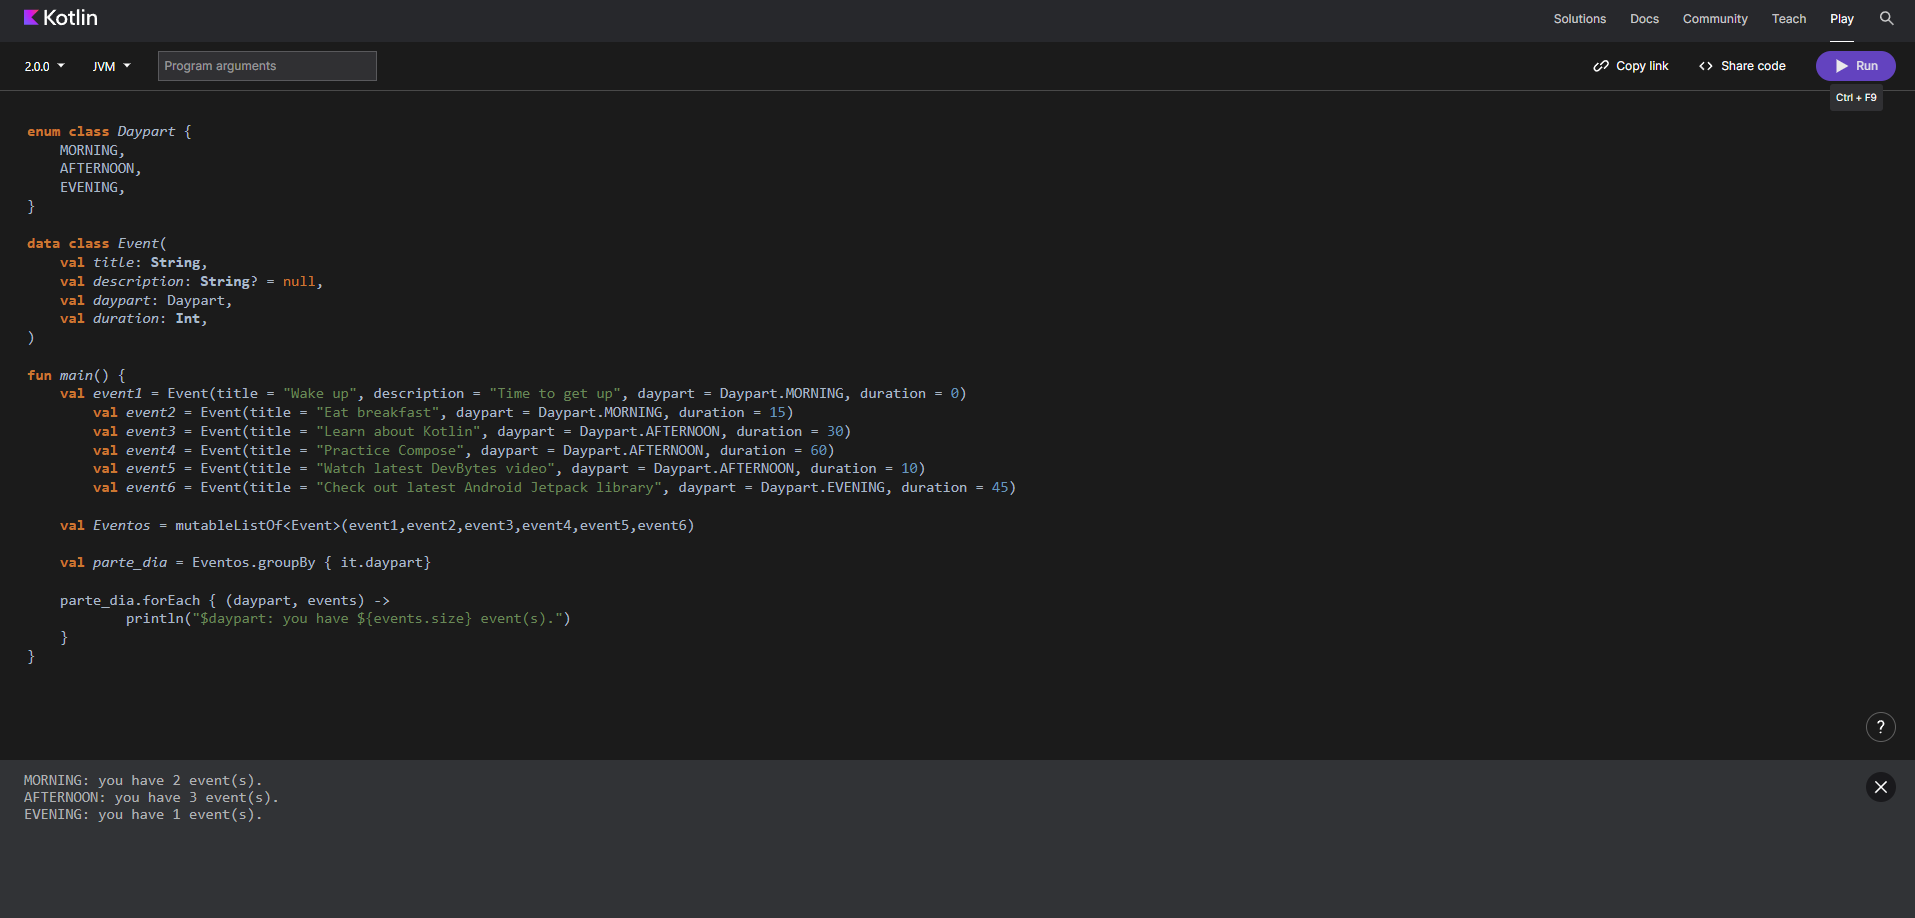 Kotlin
Solutions Docs Community Teach Play
2.0.0 JVM Program arguments Copy link <> Share code Run
Ctrl + F9
enum class Daypart {
    MORNING,
    AFTERNOON,
    EVENING,
}
data class Event(
    val title: String,
    val description: String? = null,
    val daypart: Daypart,
    val duration: Int,
)
fun main() {
    val event1 = Event(title = "Wake up", description = "Time to get up", daypart = Daypart.MORNING, duration = 0)
        val event2 = Event(title = "Eat breakfast", daypart = Daypart.MORNING, duration = 15)
        val event3 = Event(title = "Learn about Kotlin", daypart = Daypart.AFTERNOON, duration = 30)
        val event4 = Event(title = "Practice Compose", daypart = Daypart.AFTERNOON, duration = 60)
        val event5 = Event(title = "Watch latest DevBytes video", daypart = Daypart.AFTERNOON, duration = 10)
        val event6 = Event(title = "Check out latest Android Jetpack library", daypart = Daypart.EVENING, duration = 45)
    val Eventos = mutableListOf<Event>(event1,event2,event3,event4,event5,event6)
    val parte_dia = Eventos.groupBy { it.daypart}
    parte_dia.forEach { (daypart, events) ->
            println("$daypart: you have ${events.size} event(s).")
    }
}
?
MORNING: you have 2 event(s).
AFTERNOON: you have 3 event(s).
EVENING: you have 1 event(s).